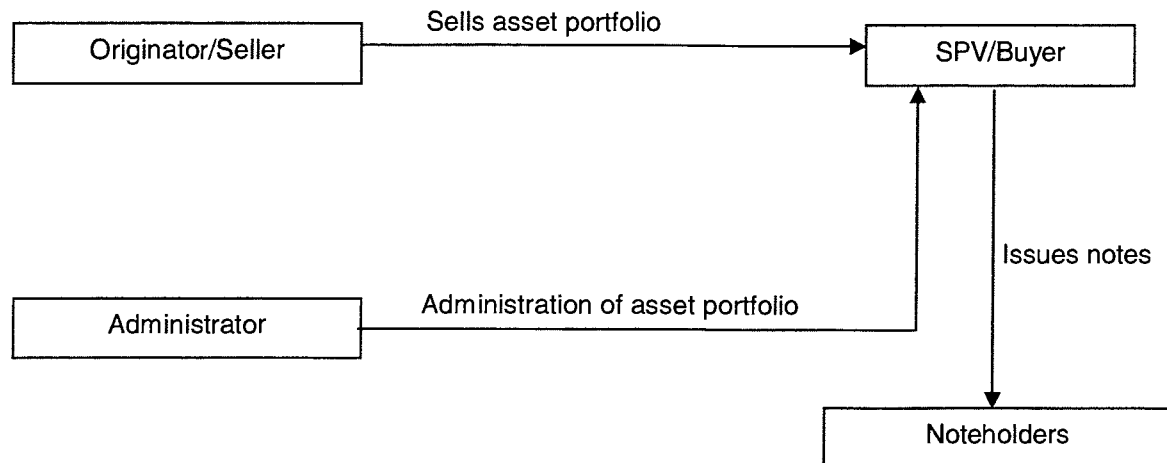 Sells asset portfolio
Originator/Seller
SPV/Buyer
Issues notes
Administration of asset portfolio
Administrator
Noteholders